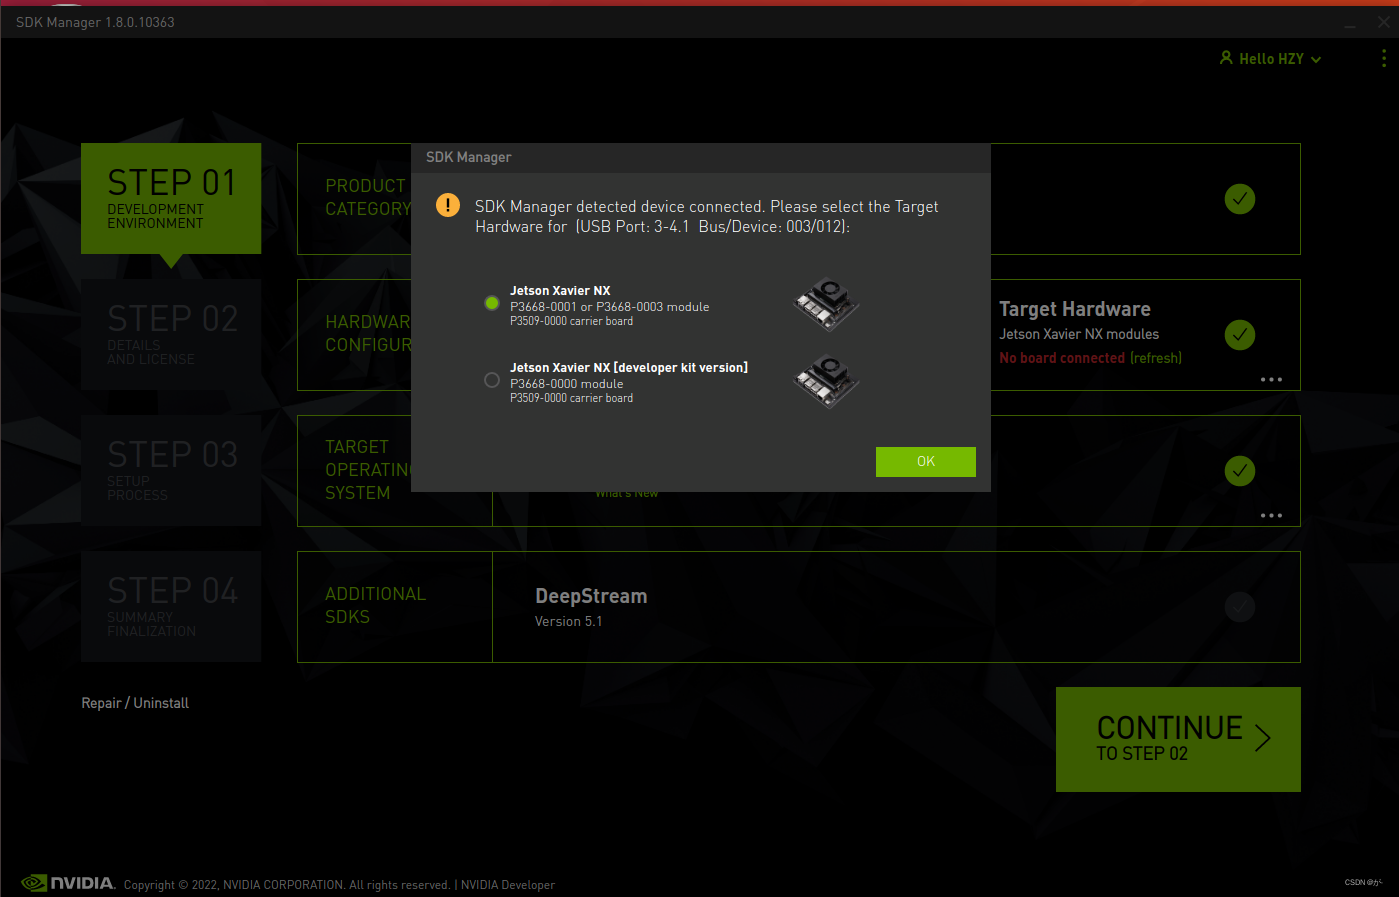 SDK Manager 1.8.0.10363
Hello HZY
STEP 01
DEVELOPMENT
ENVIRONMENT
STEP 02
DETAILS
AND LICENSE
STEP 03
SETUP
PROCESS
STEP 04
SUMMARY
FINALIZATION
PRODUCT
CATEGORY
HARDWAR
CONFIGUR
Target Hardware
Jetson Xavier NX modules
No board connected (refresh)
TARGET
OPERATING
SYSTEM
What's New
ADDITIONAL
SDKS
DeepStream
Version 5.1
SDK Manager
SDK Manager detected device connected. Please select the Target
Hardware for (USB Port: 3-4.1 Bus/Device: 003/012):
Jetson Xavier NX
P3668-0001 or P3668-0003 module
P3509-0000 carrier board
Jetson Xavier NX [developer kit version]
P3668-0000 module
P3509-0000 carrier board
OK
Repair / Uninstall
CONTINUE
TO STEP 02
NVIDIA. Copyright © 2022, NVIDIA CORPORATION. All rights reserved. | NVIDIA Developer